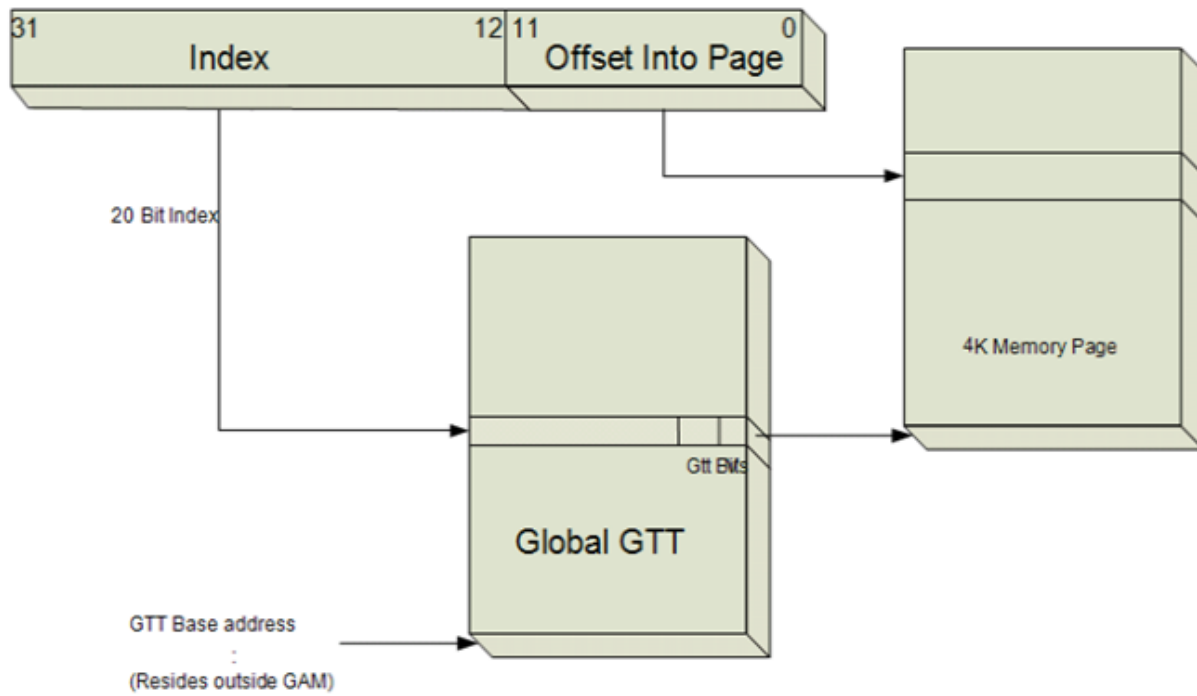 31 12 11 0
Index Offset Into Page
20 Bit Index
4K Memory Page
Gtt
Global GTT
GTT Base address
:
(Resides outside GAM)